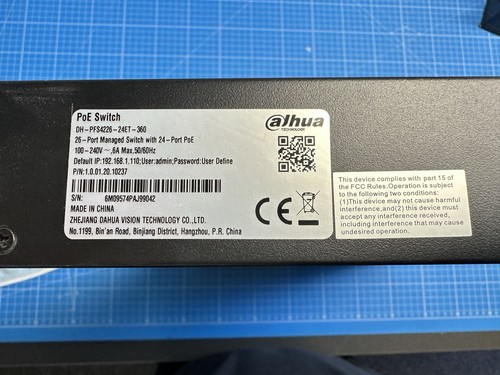 PoE Switch
DH-PFS4226-24ET-360
26-Port Managed Switch with 24-Port PoE
100-240V~,6A Max,50/60Hz
Default IP:192.168.1.110;User:admin;Password:User Define
P/N:1.0.01.20.10237
S/N: 6M09574PAJ99042
MADE IN CHINA
ZHEJIANG DAHUA VISION TECHNOLOGY CO.,LTD.
No.1199, Bin'an Road, Binjiang District, Hangzhou, P.R. China
alhua
TECHNOLOGY
CE
This device complies with part 15 of
the FCC Rules.Operation is subject
to the following two conditions:
(1)This device may not cause harmful
interference,and(2) this device must
accept any interference received,
including interference that may cause
undesired operation.